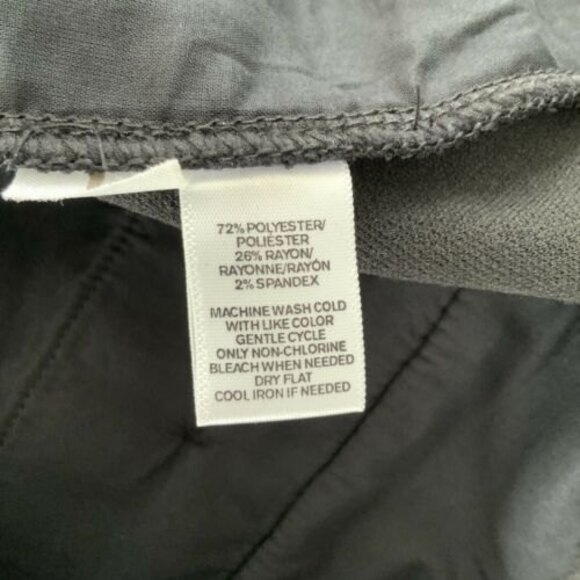 72% POLYESTER/
POLIÉSTER
26% RAYON/
RAYONNE/RAYÓN
2% SPANDEX
MACHINE WASH COLD
WITH LIKE COLOR
GENTLE CYCLE
ONLY NON-CHLORINE
BLEACH WHEN NEEDED
DRY FLAT
COOL IRON IF NEEDED